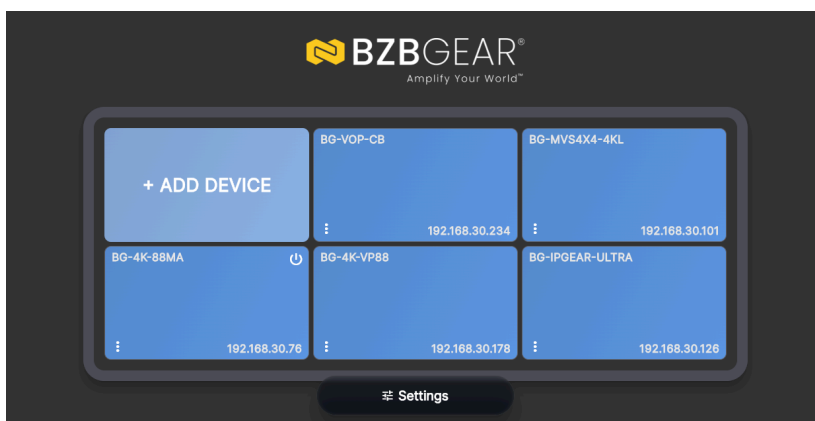 BZBGEAR®
Amplify Your World™
+ ADD DEVICE
BG-VOP-CB
192.168.30.234
BG-MVS4X4-4KL
192.168.30.101
BG-4K-88MA
192.168.30.76
BG-4K-VP88
192.168.30.178
BG-IPGEAR-ULTRA
192.168.30.126
Settings